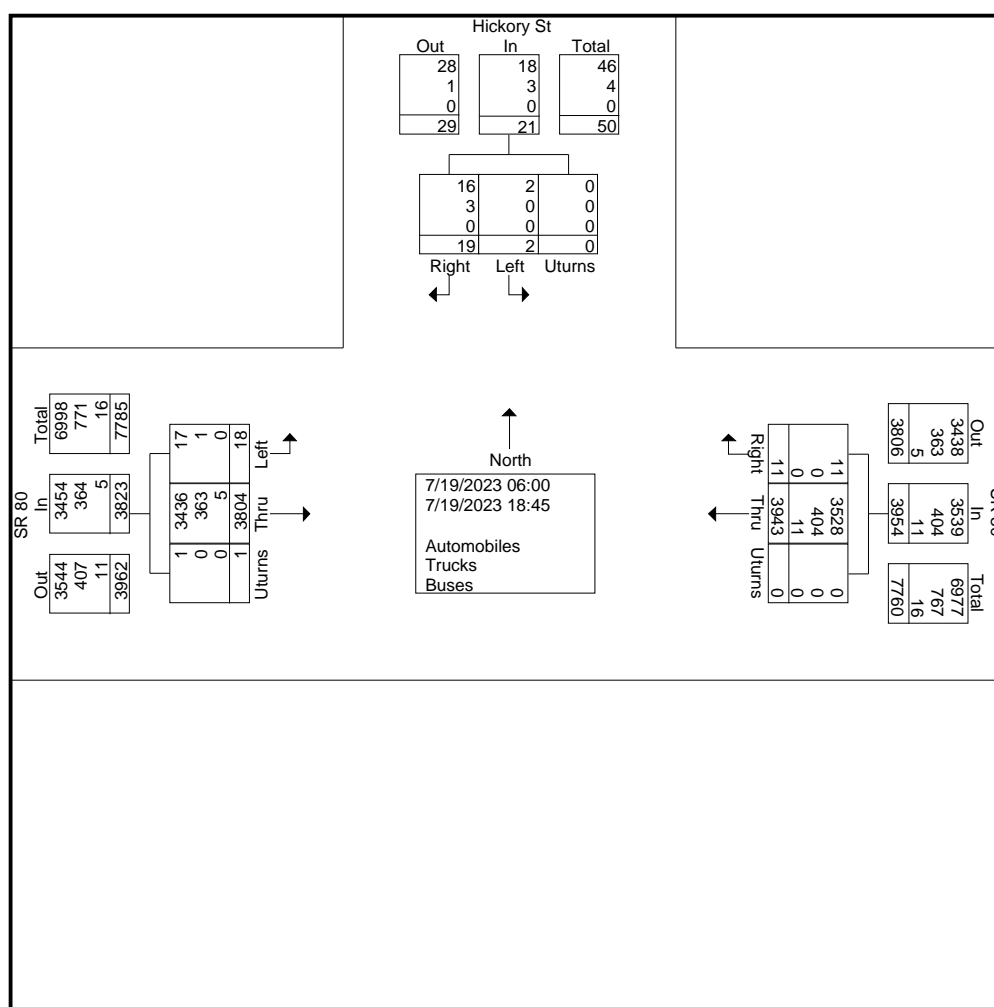 Hickory St
Out In Total
28 18 46
1 3 4
0 0 0
29 21 50
16 2 0
3 0 0
0 0 0
19 2 0
Right Left Uturns
SR 80
Total
6998
771
16
7785
In
3454
364
5
3823
Out
3544
407
11
3962
Left
17
1
0
18
Thru
3436
363
5
3804
Uturns
1
0
0
1
North
7/19/2023 06:00
7/19/2023 18:45
Automobiles
Trucks
Buses
Right
11
0
0
11
Thru
3528
404
11
3943
Uturns
0
0
0
0
Out
3438
363
5
3806
In
3539
404
11
3954
Total
6977
767
16
7760